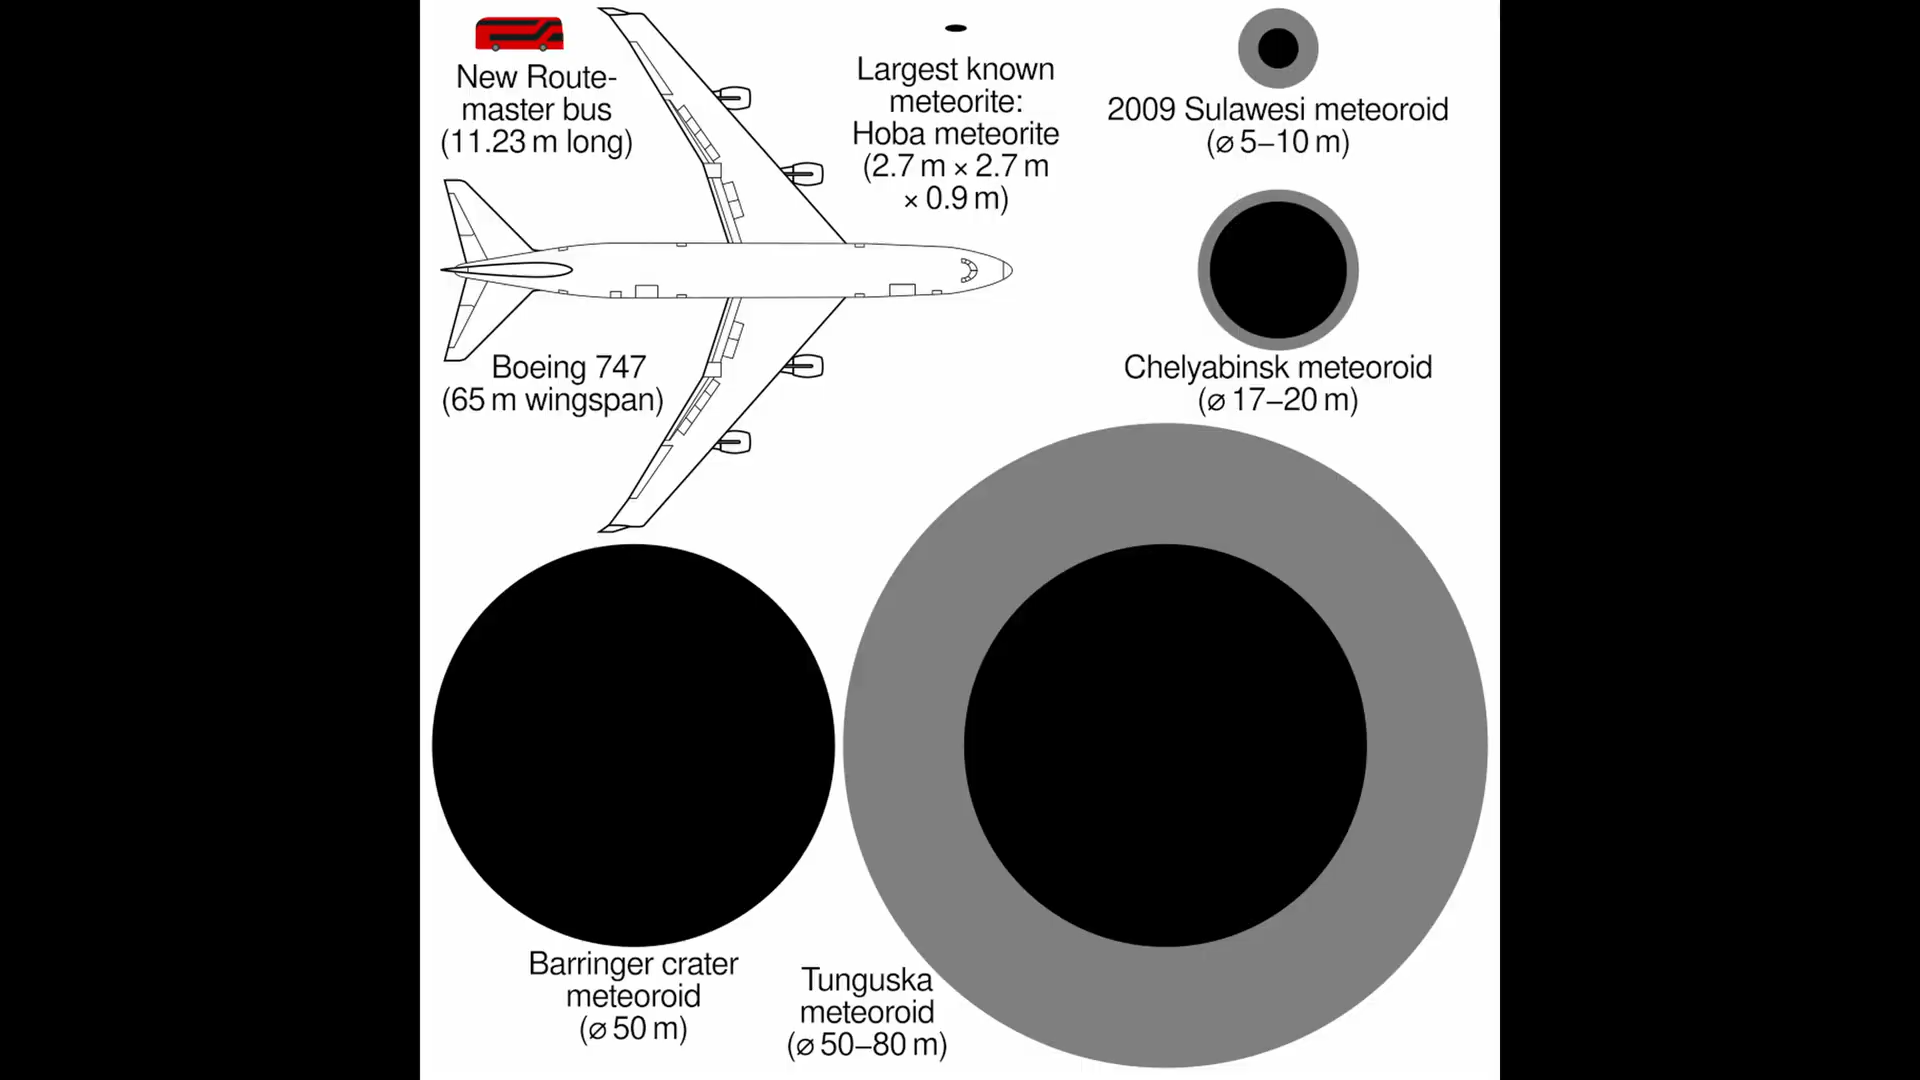 New Route-
master bus
(11.23 m long)
Largest known
meteorite:
Hoba meteorite
(2.7 m × 2.7 m
× 0.9 m)
2009 Sulawesi meteoroid
(⌀ 5–10 m)
Boeing 747
(65 m wingspan)
Chelyabinsk meteoroid
(⌀ 17–20 m)
Barringer crater
meteoroid
(⌀ 50 m)
Tunguska
meteoroid
(⌀ 50–80 m)